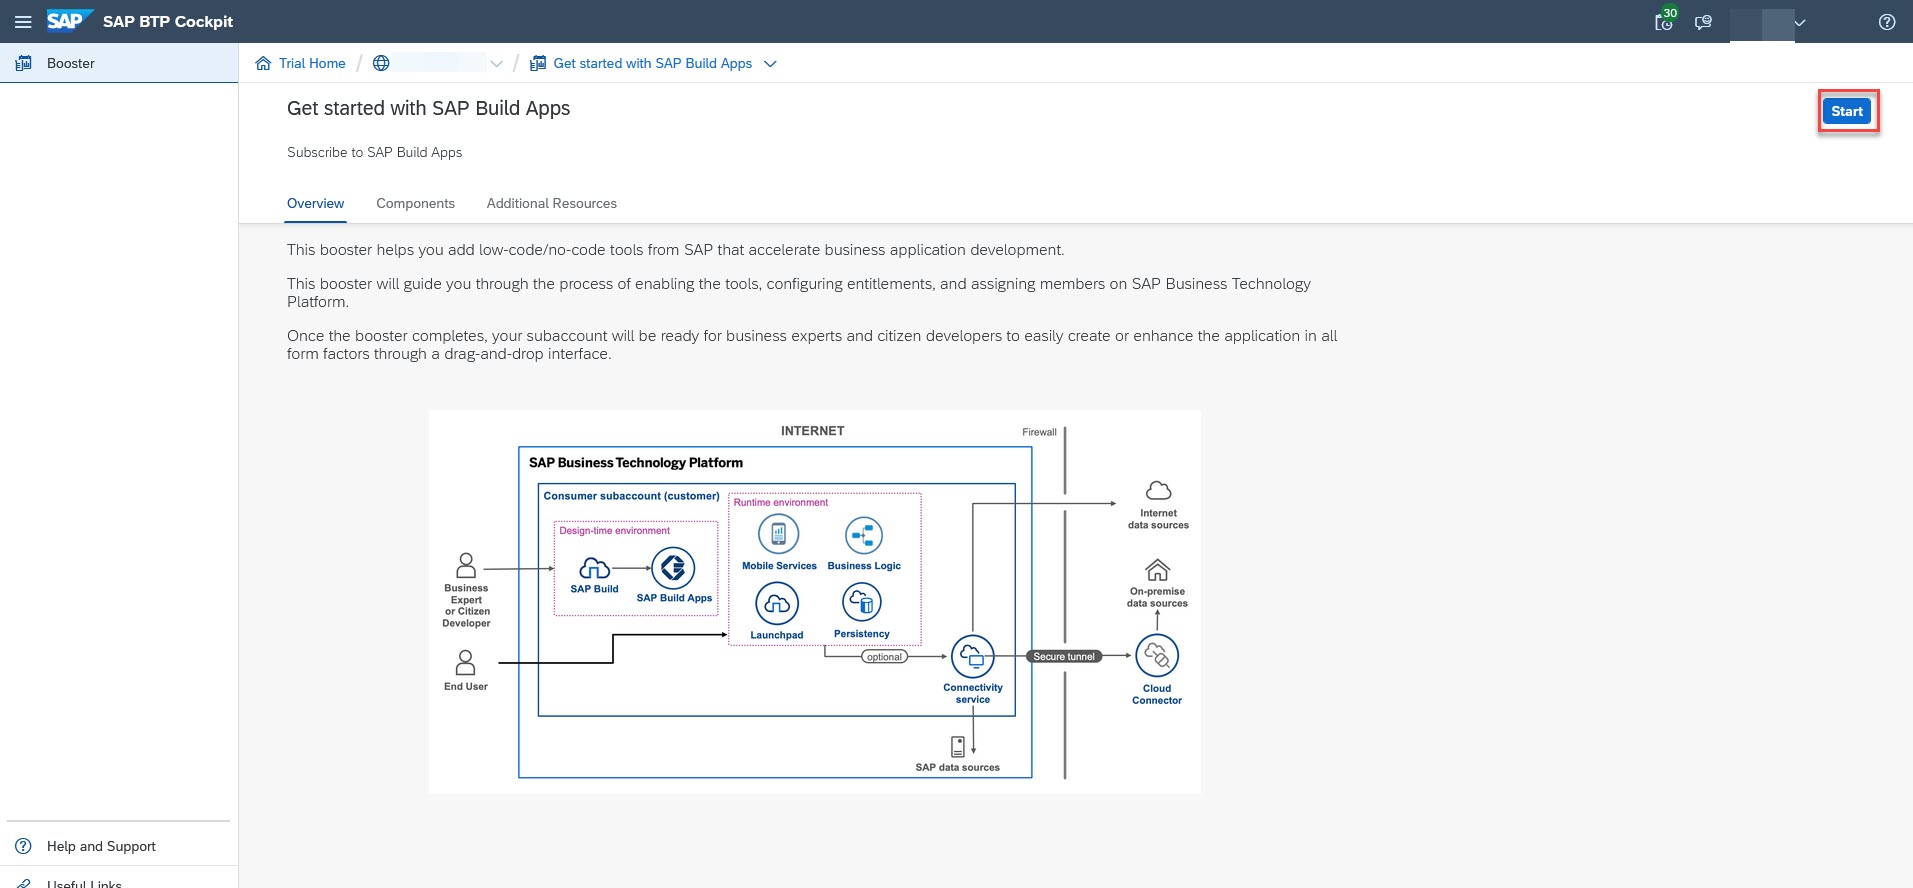 SAP SAP BTP Cockpit
30
Booster
Trial Home / / Get started with SAP Build Apps
Get started with SAP Build Apps
Start
Subscribe to SAP Build Apps
Overview Components Additional Resources
This booster helps you add low-code/no-code tools from SAP that accelerate business application development.
This booster will guide you through the process of enabling the tools, configuring entitlements, and assigning members on SAP Business Technology
Platform.
Once the booster completes, your subaccount will be ready for business experts and citizen developers to easily create or enhance the application in all
form factors through a drag-and-drop interface.
INTERNET
Firewall
SAP Business Technology Platform
Consumer subaccount (customer)
Runtime environment
Design-time environment
Mobile Services
Business Logic
SAP Build
SAP Build Apps
Launchpad
Persistency
Business
Expert
or Citizen
Developer
End User
optional
Connectivity
service
Secure tunnel
SAP data sources
Internet
data sources
On-premise
data sources
Cloud
Connector
Help and Support
Useful Links